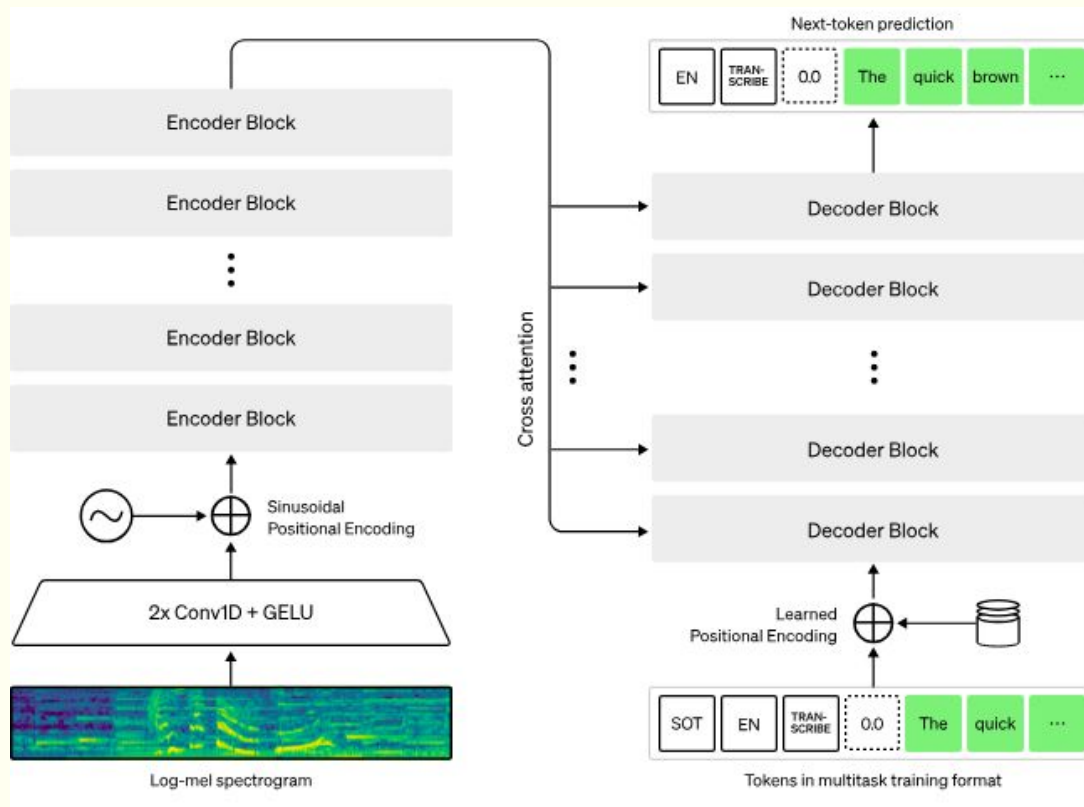 Next-token prediction
EN TRAN-SCRIBE 0.0 The quick brown ...
Encoder Block
Encoder Block
Encoder Block
Encoder Block
Sinusoidal
Positional Encoding
2x Conv1D + GELU
Log-mel spectrogram
Cross attention
Decoder Block
Decoder Block
Decoder Block
Decoder Block
Learned
Positional Encoding
SOT EN TRAN-SCRIBE 0.0 The quick ...
Tokens in multitask training format